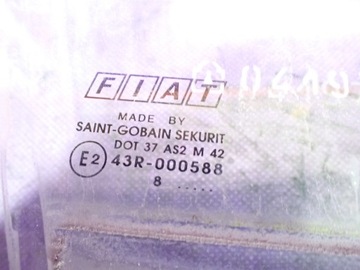 FIAT
MADE BY
SAINT-GOBAIN SEKURIT
DOT 37 AS2 M 42
E2 43R-000588
8 .....